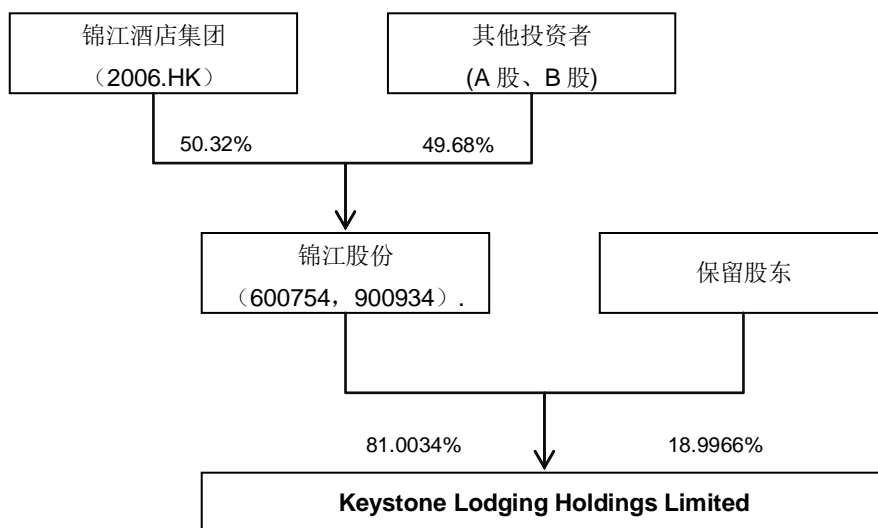 锦江酒店集团
（2006.HK）
其他投资者
(A 股、B 股)
50.32%
49.68%
锦江股份
（600754，900934）.
保留股东
81.0034%
18.9966%
Keystone Lodging Holdings Limited